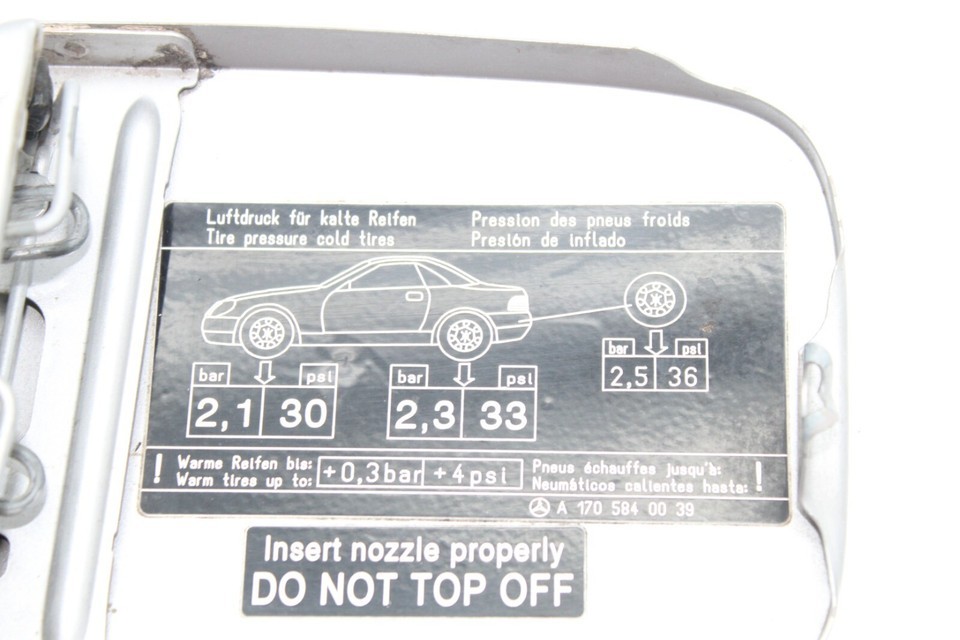 Luftdruck für kalte Reifen
Tire pressure cold tires
Pression des pneus froids
Presión de inflado
bar psi
2,1 30
bar psi
2,3 33
bar psi
2,5 36
! Warme Reifen bis:
Warm tires up to:
+0,3bar +4psi
Pneus échauffes jusqu'à:
Neumáticos calientes hasta: !
A 170 584 00 39
Insert nozzle properly
DO NOT TOP OFF